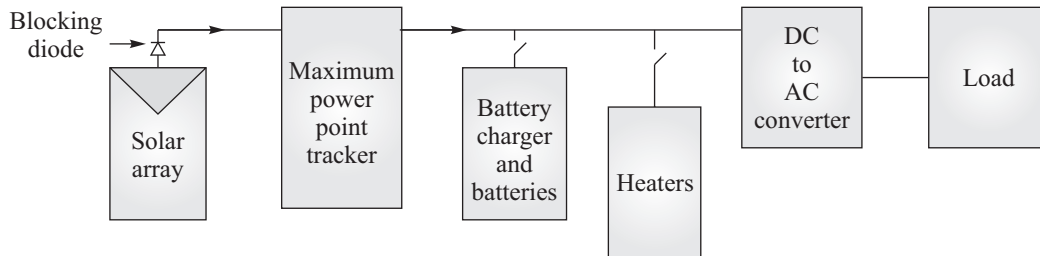 Blocking
diode
Solar
array
Maximum
power
point
tracker
Battery
charger
and
batteries
Heaters
DC
to
AC
converter
Load